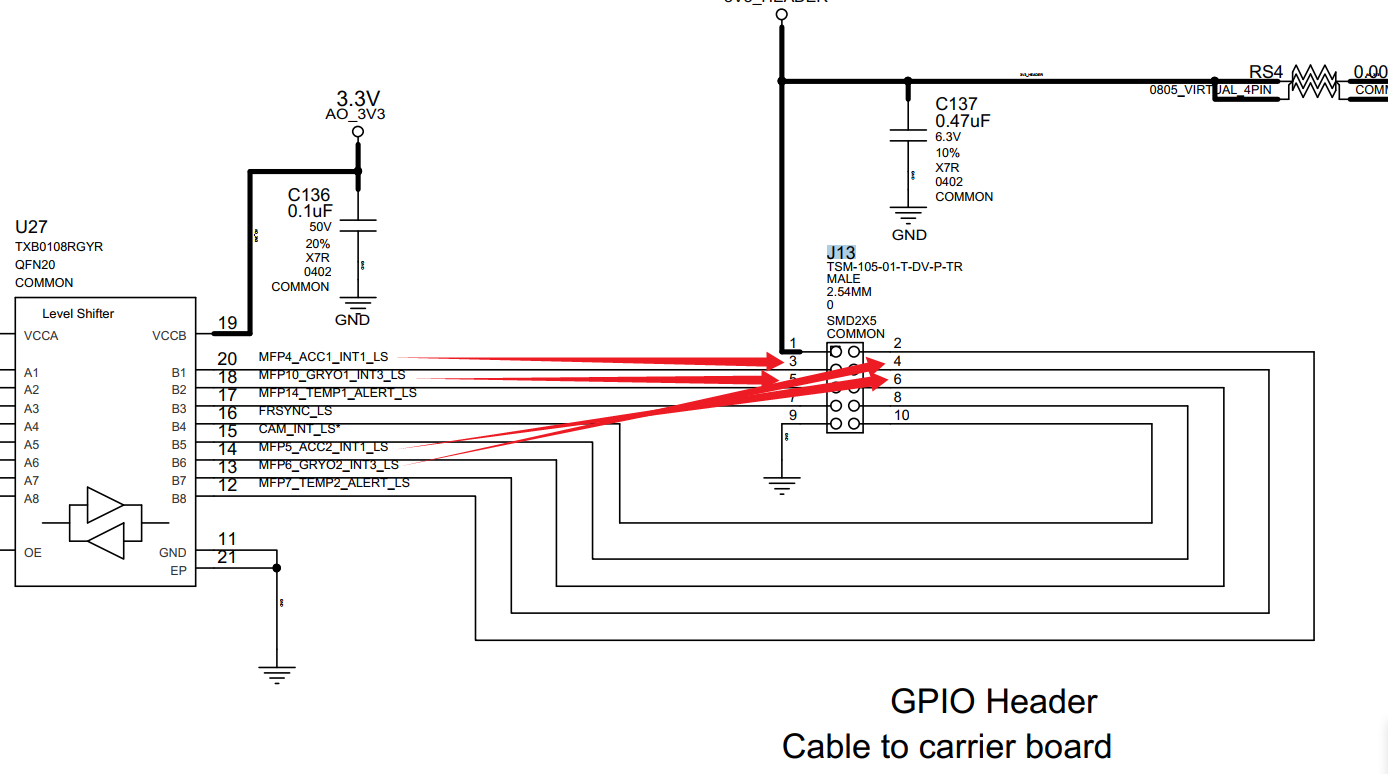 RS4
0.00
0805_VIRTUAL_4PIN
COMM
3.3V
AO_3V3
C137
0.47uF
6.3V
10%
X7R
0402
COMMON
GND
C136
0.1uF
50V
20%
X7R
0402
COMMON
GND
U27
TXB0108RGYR
QFN20
COMMON
J13
TSM-105-01-T-DV-P-TR
MALE
2.54MM
0
SMD2X5
COMMON
Level Shifter
VCCA
VCCB
19
A1
B1
20
MFP4_ACC1_INT1_LS
A2
B2
18
MFP10_GRYO1_INT3_LS
A3
B3
17
MFP14_TEMP1_ALERT_LS
A4
B4
16
FRSYNC_LS
A5
B5
15
CAM_INT_LS*
A6
B6
14
MFP5_ACC2_INT1_LS
A7
B7
13
MFP6_GRYO2_INT3_LS
A8
B8
12
MFP7_TEMP2_ALERT_LS
OE
GND
11
EP
21
1
2
3
4
5
6
7
8
9
10
GPIO Header
Cable to carrier board